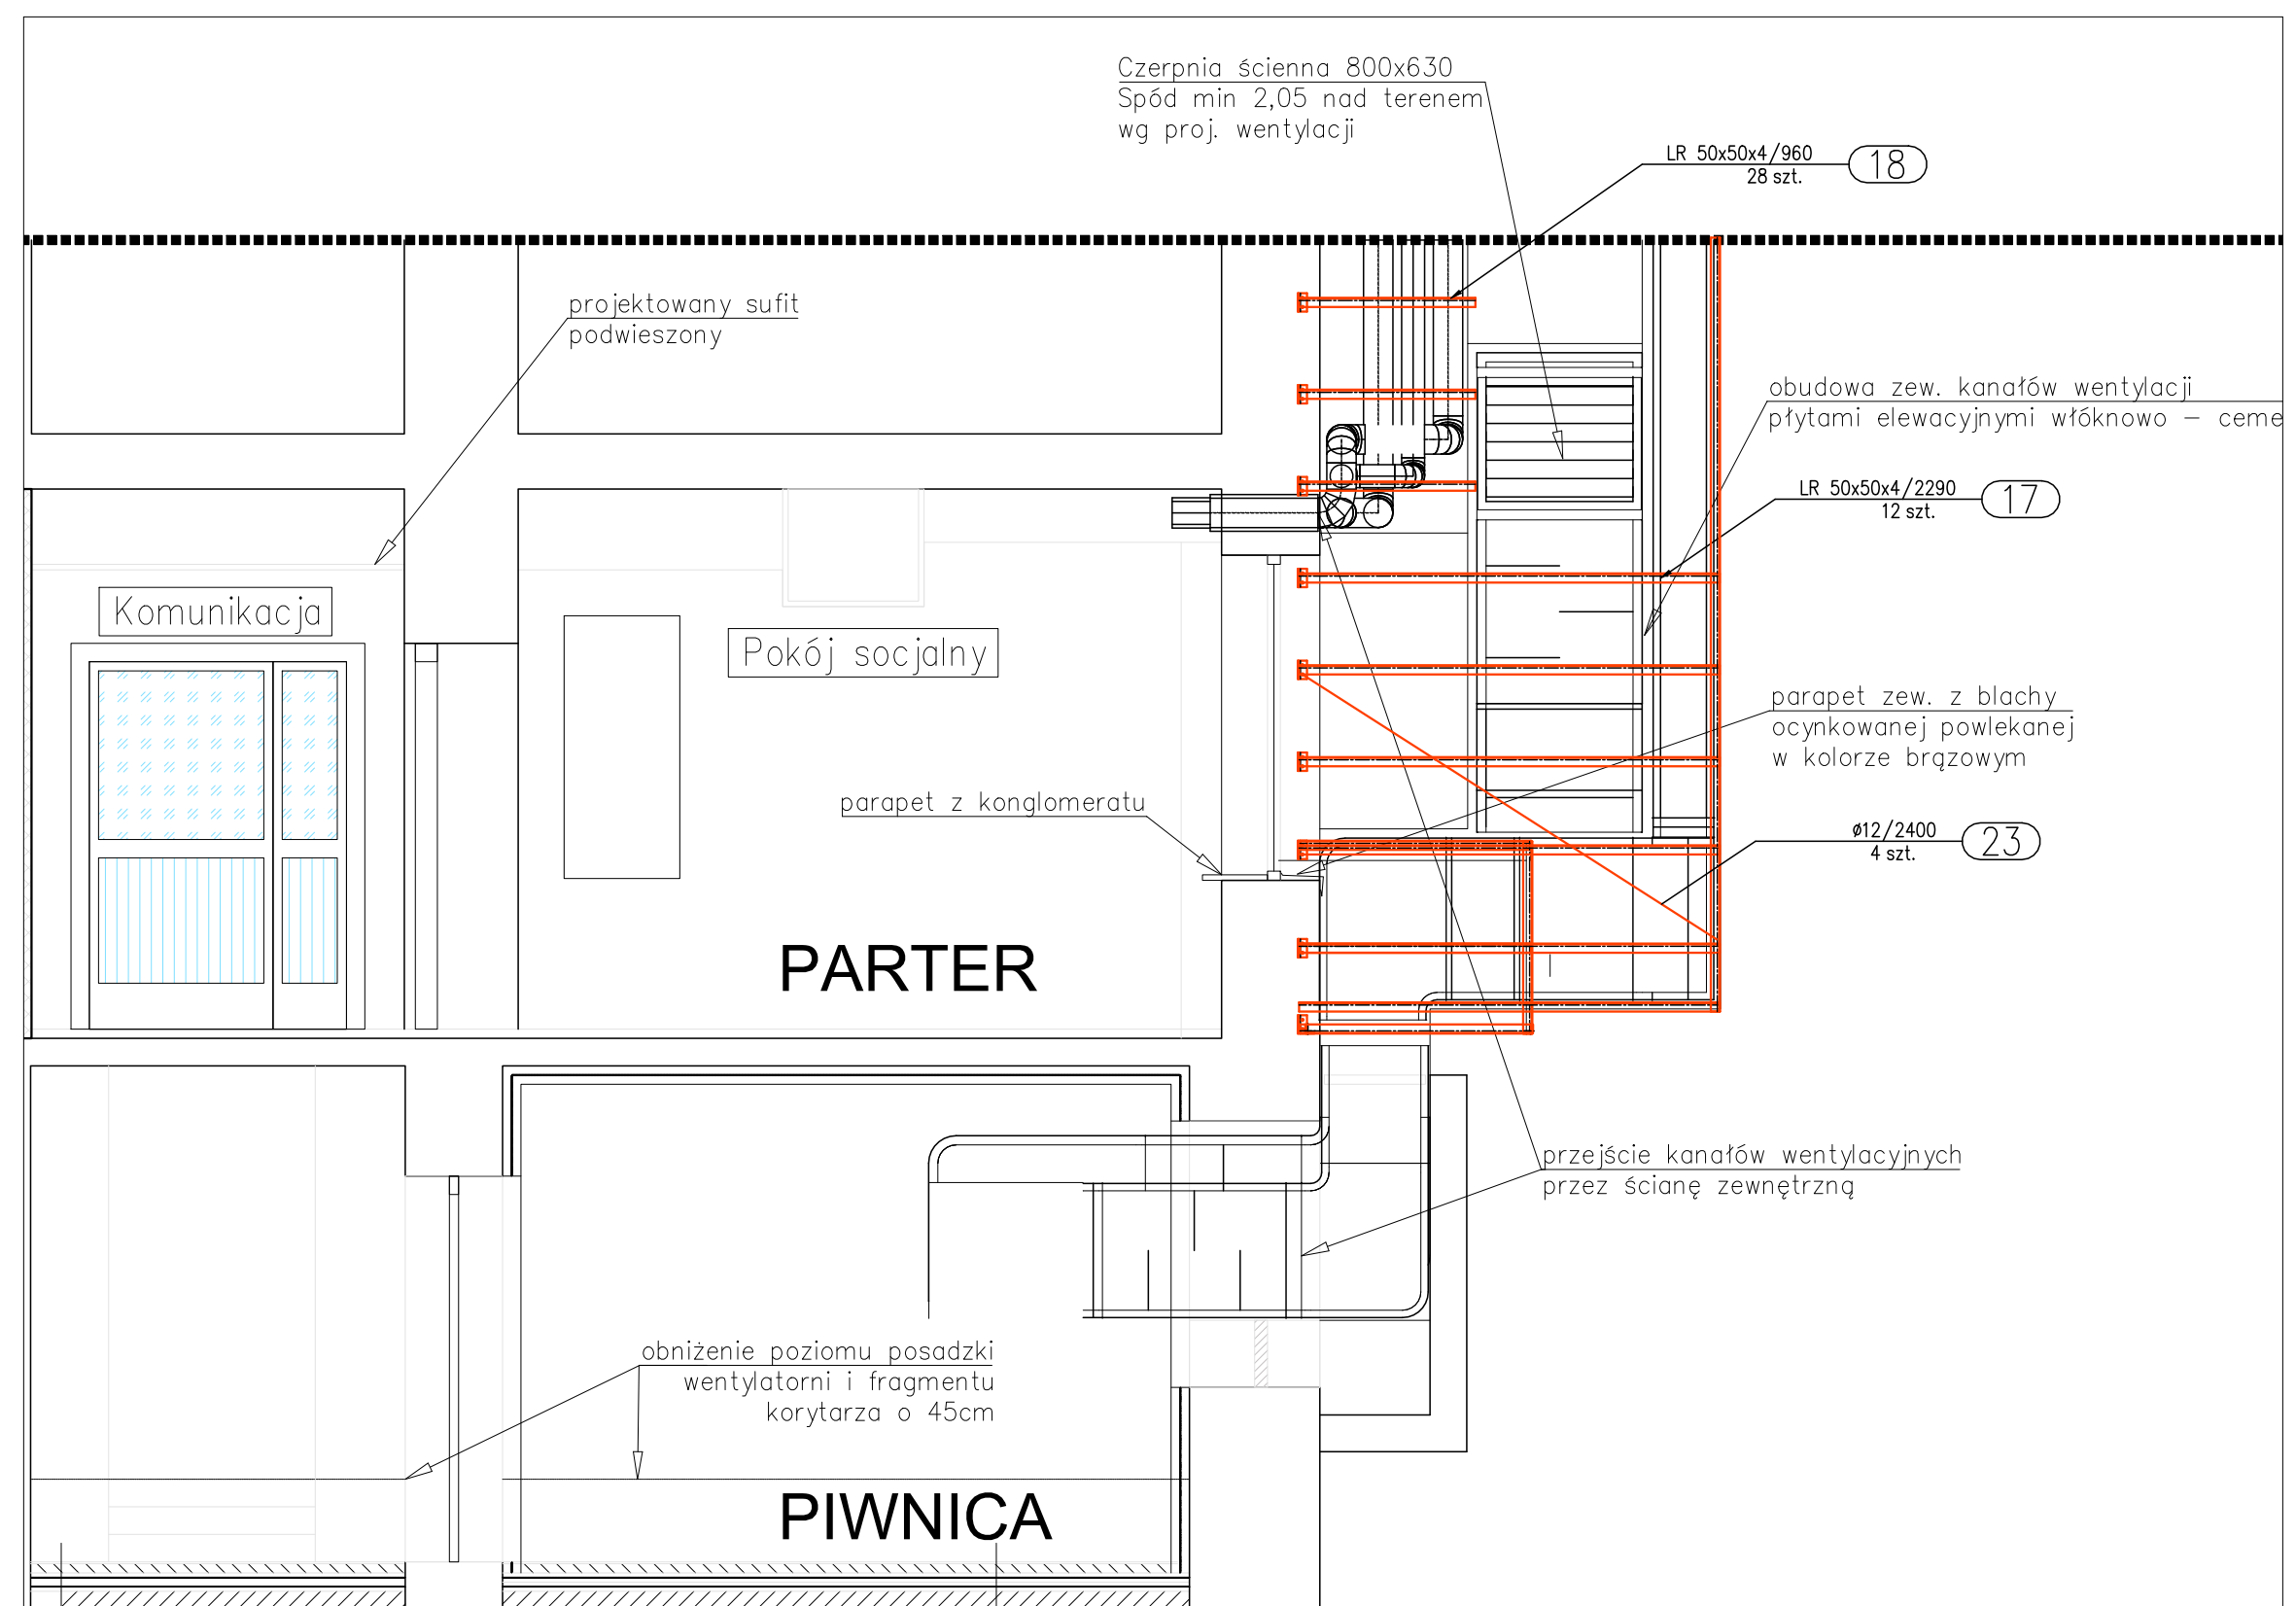 Czerpnia ścienna 800x630
Spód min 2,05 nad terenem
wg proj. wentylacji
LR 50x50x4/960
28 szt.
18
projektowany sufit
podwieszony
obudowa zew. kanałów wentylacji
płytami elewacyjnymi włóknowo – ceme
LR 50x50x4/2290
12 szt.
17
Komunikacja
Pokój socjalny
parapet zew. z blachy
ocynkowanej powlekanej
w kolorze brązowym
parapet z konglomeratu
ø12/2400
4 szt.
23
PARTER
przejście kanałów wentylacyjnych
przez ścianę zewnętrzną
obniżenie poziomu posadzki
wentylatorni i fragmentu
korytarza o 45cm
PIWNICA